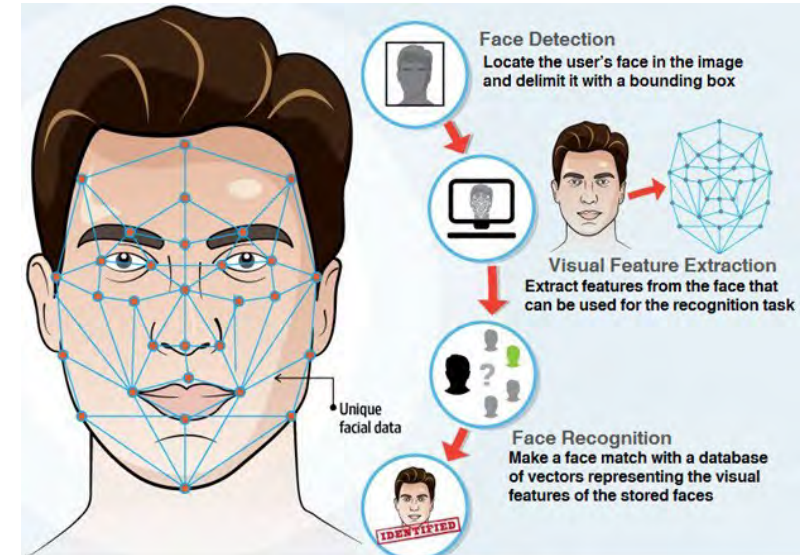 Face Detection
Locate the user's face in the image
and delimit it with a bounding box
Visual Feature Extraction
Extract features from the face that
can be used for the recognition task
Unique
facial data
?
Face Recognition
Make a face match with a database
of vectors representing the visual
features of the stored faces
IDENTIFIED